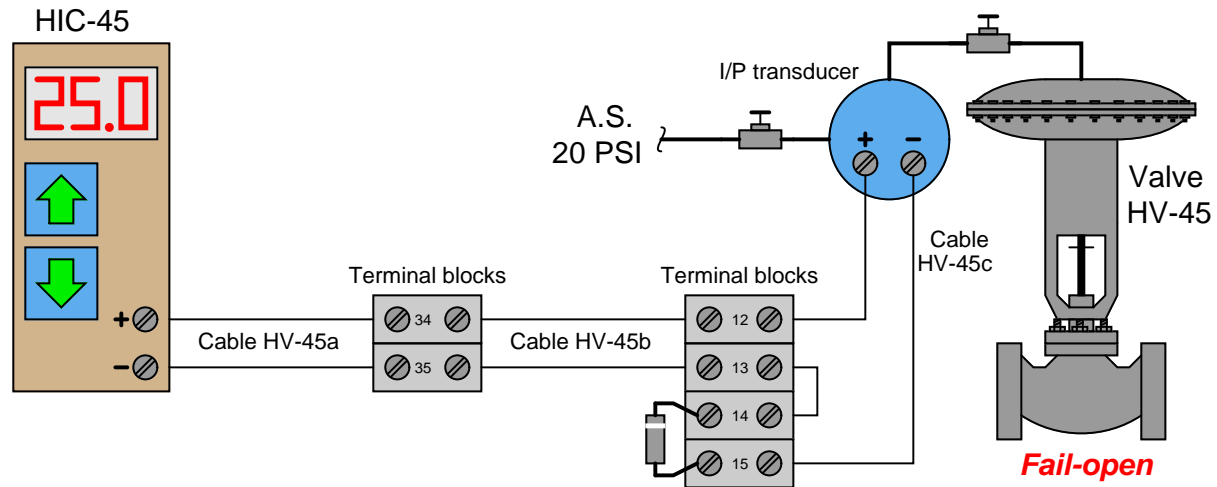 HIC-45
25.0
+
−
Cable HV-45a
Terminal blocks
34
35
Cable HV-45b
Terminal blocks
12
13
14
15
A.S.
20 PSI
I/P transducer
+ −
Cable
HV-45c
Valve
HV-45
Fail-open